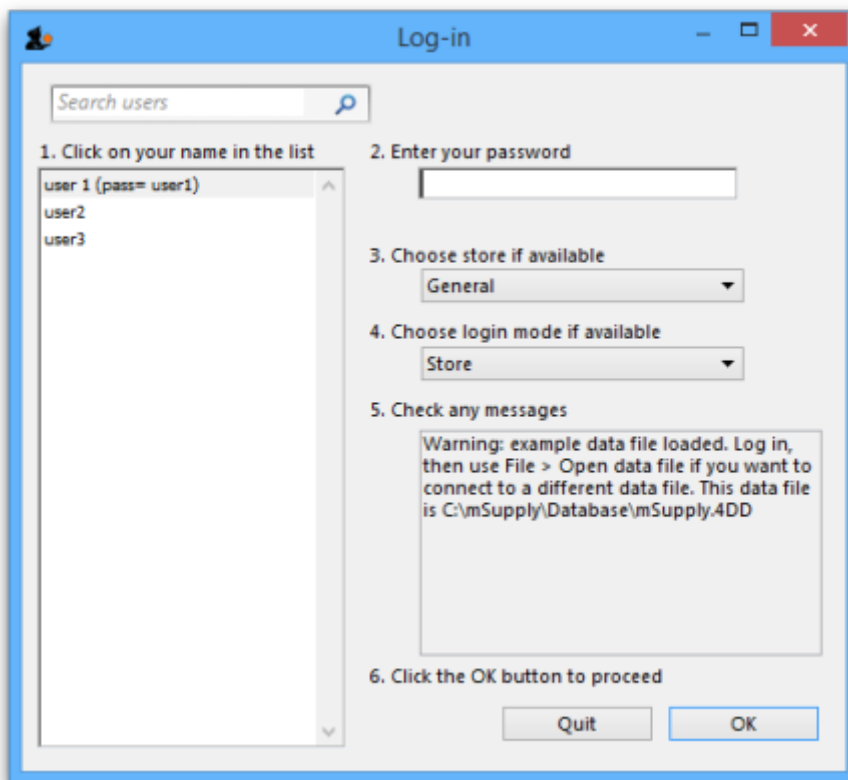 Log-in
Search users
1. Click on your name in the list
user 1 (pass= user1)
user2
user3
2. Enter your password
3. Choose store if available
General
4. Choose login mode if available
Store
5. Check any messages
Warning: example data file loaded. Log in,
then use File > Open data file if you want to
connect to a different data file. This data file
is C:\mSupply\Database\mSupply.4DD
6. Click the OK button to proceed
Quit
OK